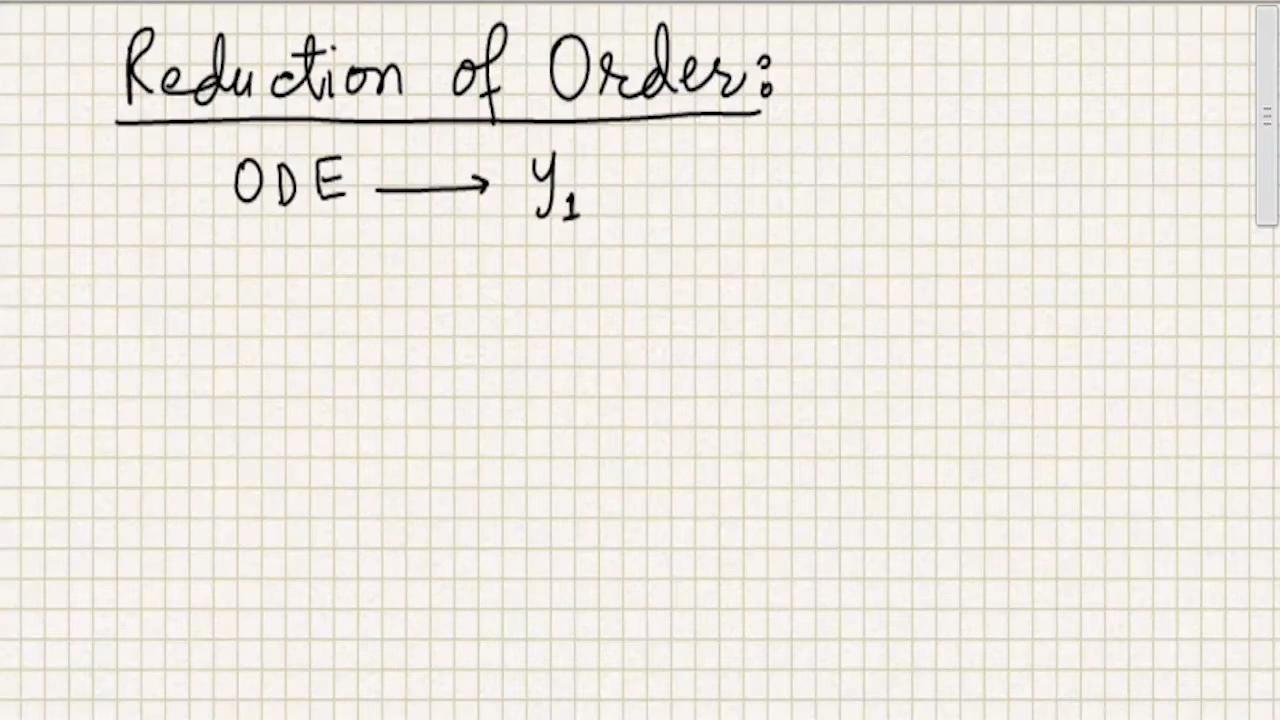 Reduction of Order:
ODE → y₁